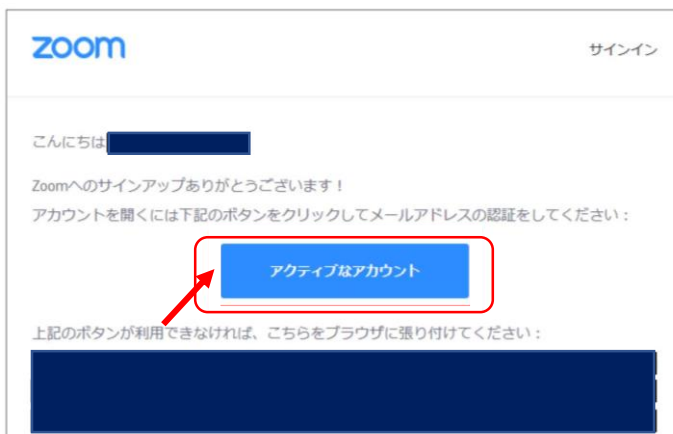 zoom
サインイン
こんにちは
Zoomへのサインアップありがとうございます！
アカウントを開くには下記のボタンをクリックしてメールアドレスの認証をしてください：
アクティブなアカウント
上記のボタンが利用できなければ、こちらをブラウザに張り付けてください：